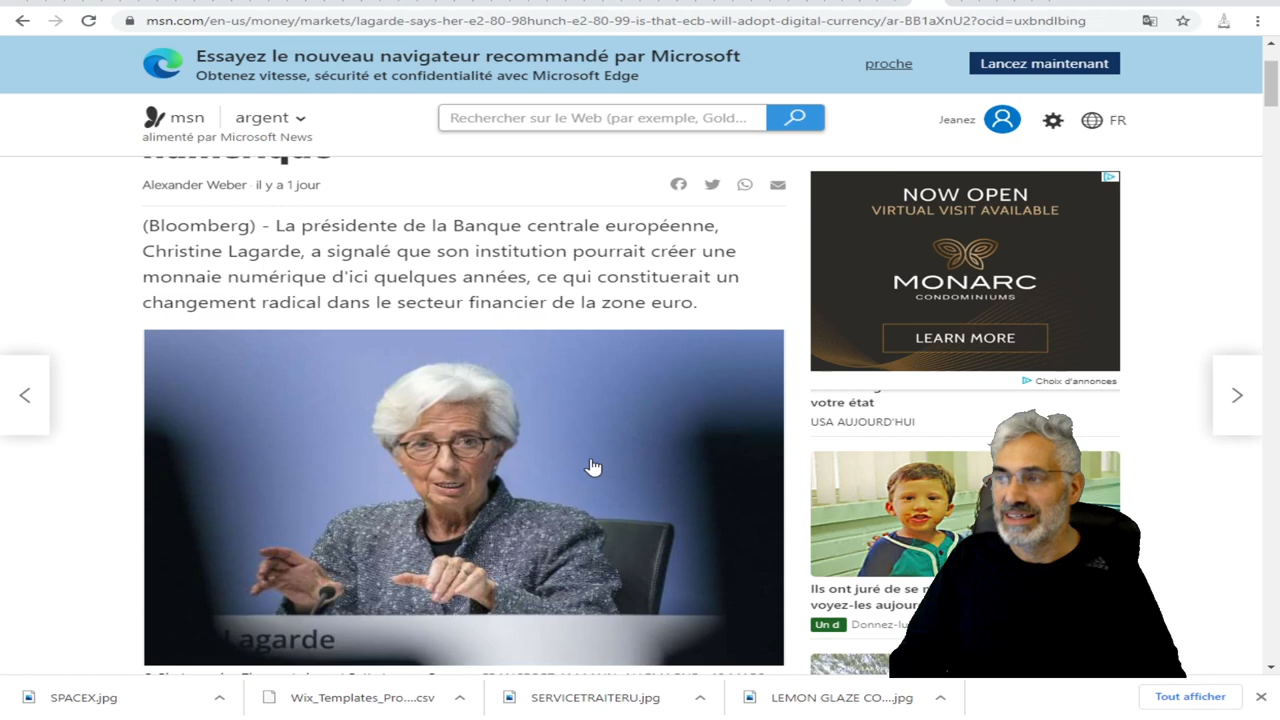 msn.com/en-us/money/markets/lagarde-says-her-e2-80-98hunch-e2-80-99-is-that-ecb-will-adopt-digital-currency/ar-BB1aXnU2?ocid=uxbndlbing
Essayez le nouveau navigateur recommandé par Microsoft
Obtenez vitesse, sécurité et confidentialité avec Microsoft Edge
proche
Lancez maintenant
msn
argent
alimenté par Microsoft News
Rechercher sur le Web (par exemple, Gold...
Jeanez
FR
numérique
Alexander Weber · il y a 1 jour
(Bloomberg) - La présidente de la Banque centrale européenne,
Christine Lagarde, a signalé que son institution pourrait créer une
monnaie numérique d'ici quelques années, ce qui constituerait un
changement radical dans le secteur financier de la zone euro.
Lagarde
NOW OPEN
VIRTUAL VISIT AVAILABLE
MONARC
CONDOMINIUMS
LEARN MORE
Choix d'annonces
votre état
USA AUJOURD'HUI
Ils ont juré de se
voyez-les aujour
Un d
Donnez-lu
SPACEX.jpg
Wix_Templates_Pro....csv
SERVICETRAITERU.jpg
LEMON GLAZE CO....jpg
Tout afficher